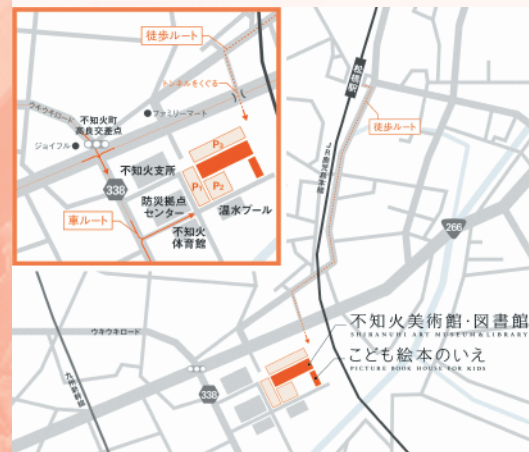 徒歩ルート
トンネルをくぐる
ウキウキロード
不知火町
高良交差点
ファミリーマート
ジョイフル
338
不知火支所
P3
P1
P2
防災拠点
センター
温水プール
車ルート
不知火
体育館
松橋駅
徒歩ルート
JR鹿児島本線
266
不知火美術館・図書館
SHIRANUHI ART MUSEUM & LIBRARY
こども絵本のいえ
PICTURE BOOK HOUSE FOR KIDS
ウキウキロード
338
九州新幹線